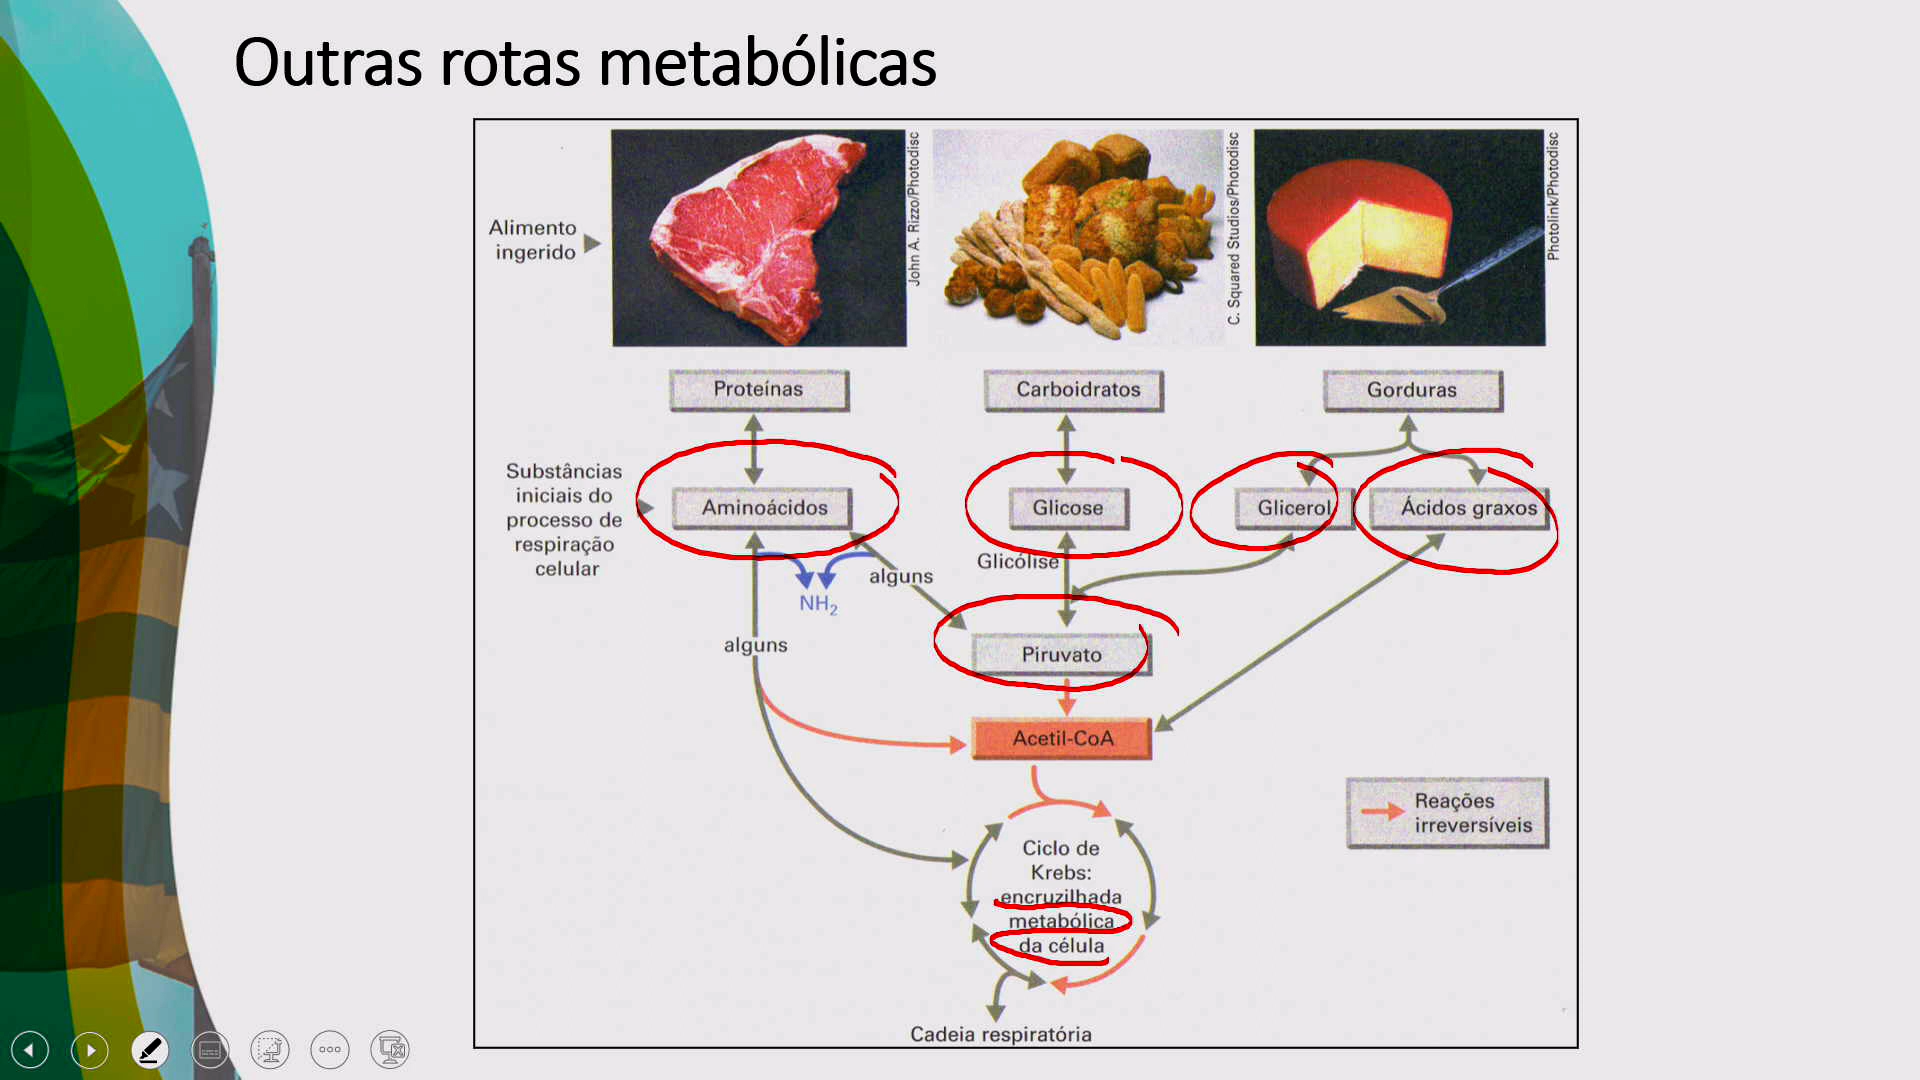 Outras rotas metabólicas
Alimento
ingerido
John A. Rizzo/Photodisc
C. Squared Studios/Photodisc
Photolink/Photodisc
Proteínas
Carboidratos
Gorduras
Substâncias
iniciais do
processo de
respiração
celular
Aminoácidos
Glicose
Glicerol
Ácidos graxos
NH2
alguns
Glicólise
alguns
Piruvato
Acetil-CoA
Ciclo de
Krebs:
encruzilhada
metabólica
da célula
Reações
irreversíveis
Cadeia respiratória